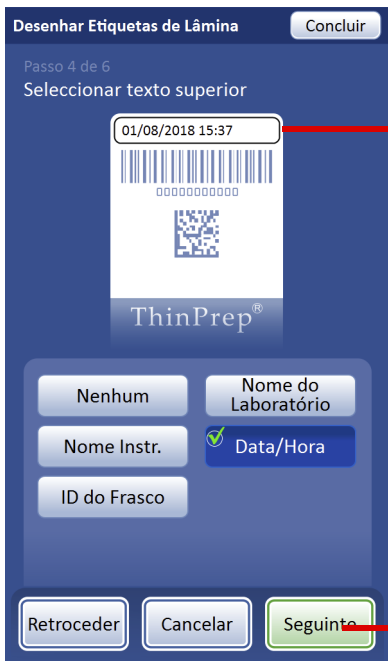 Desenhar Etiquetas de Lâmina
Concluir
Passo 4 de 6
Seleccionar texto superior
01/08/2018 15:37
00000000000
ThinPrep®
Nenhum
Nome do
Laboratório
Nome Instr.
Data/Hora
ID do Frasco
Retroceder
Cancelar
Seguinte